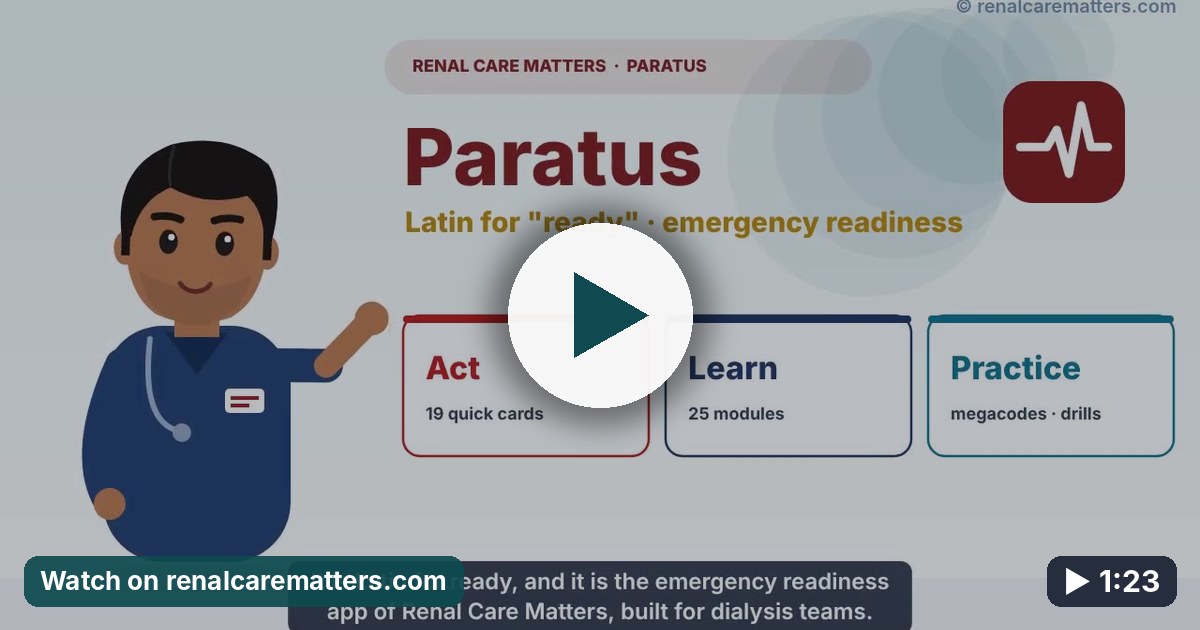 © renalcarematters.com
RENAL CARE MATTERS · PARATUS
Paratus
Latin for "ready" · emergency readiness
Act
19 quick cards
Learn
25 modules
Practice
megacodes · drills
Watch on renalcarematters.com
ready, and it is the emergency readiness
app of Renal Care Matters, built for dialysis teams.
1:23